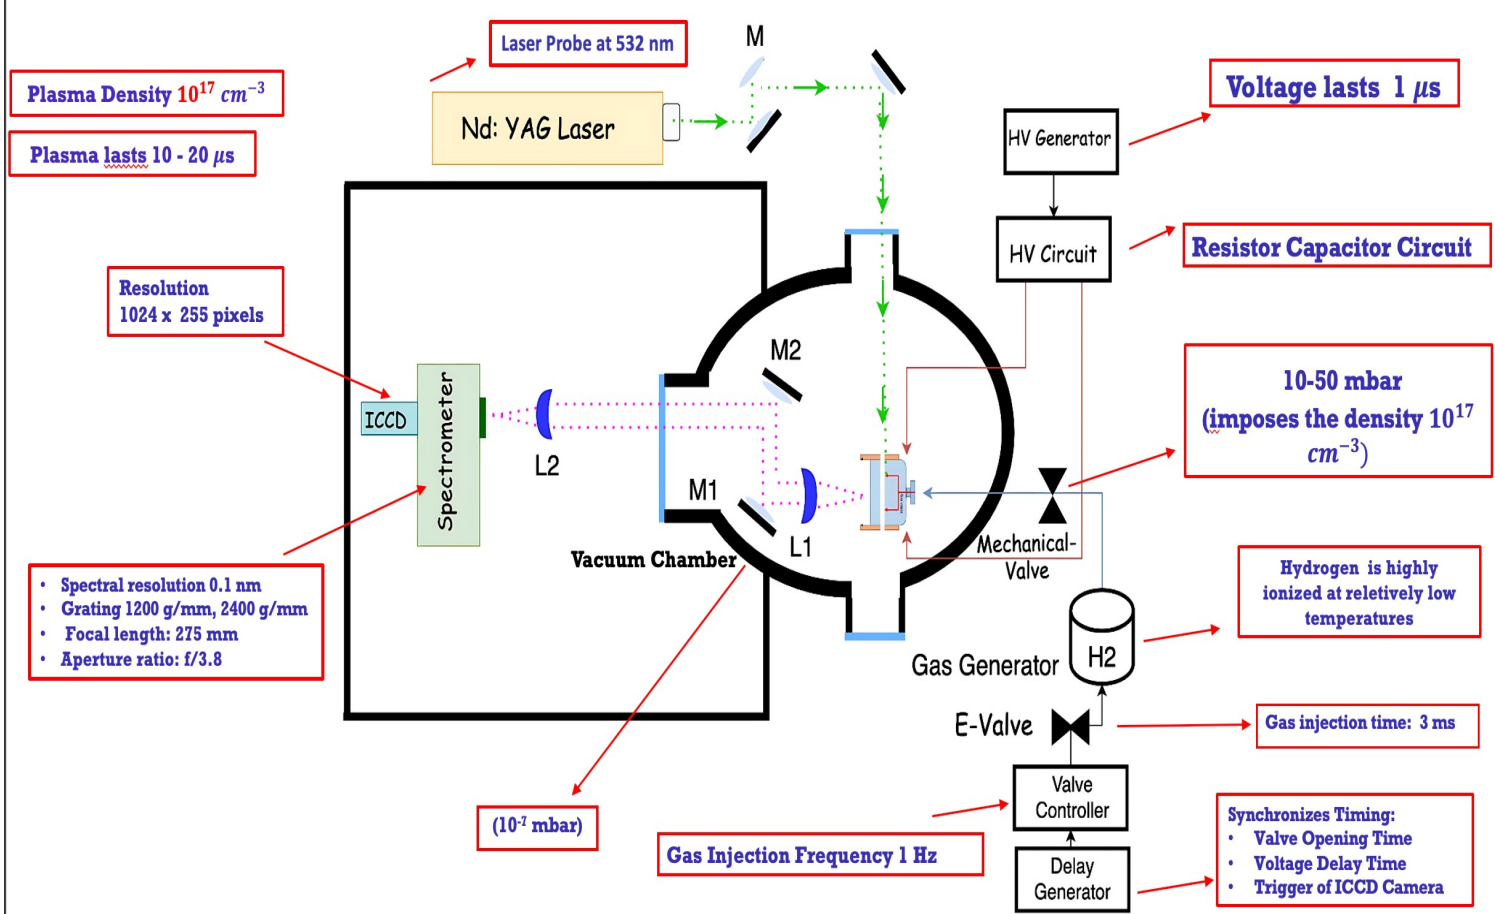 Laser Probe at 532 nm
M
Plasma Density 10¹⁷ cm⁻³
Plasma lasts 10 - 20 μs
Nd: YAG Laser
Voltage lasts 1 μs
HV Generator
HV Circuit
Resistor Capacitor Circuit
Resolution
1024 x 255 pixels
M2
ICCD
Spectrometer
L2
M1
L1
Vacuum Chamber
Mechanical-
Valve
10-50 mbar
(imposes the density 10¹⁷
cm⁻³)
• Spectral resolution 0.1 nm
• Grating 1200 g/mm, 2400 g/mm
• Focal length: 275 mm
• Aperture ratio: f/3.8
Hydrogen is highly
ionized at reletively low
temperatures
Gas Generator
H2
E-Valve
Gas injection time: 3 ms
(10⁻⁷ mbar)
Valve
Controller
Gas Injection Frequency 1 Hz
Delay
Generator
Synchronizes Timing:
• Valve Opening Time
• Voltage Delay Time
• Trigger of ICCD Camera